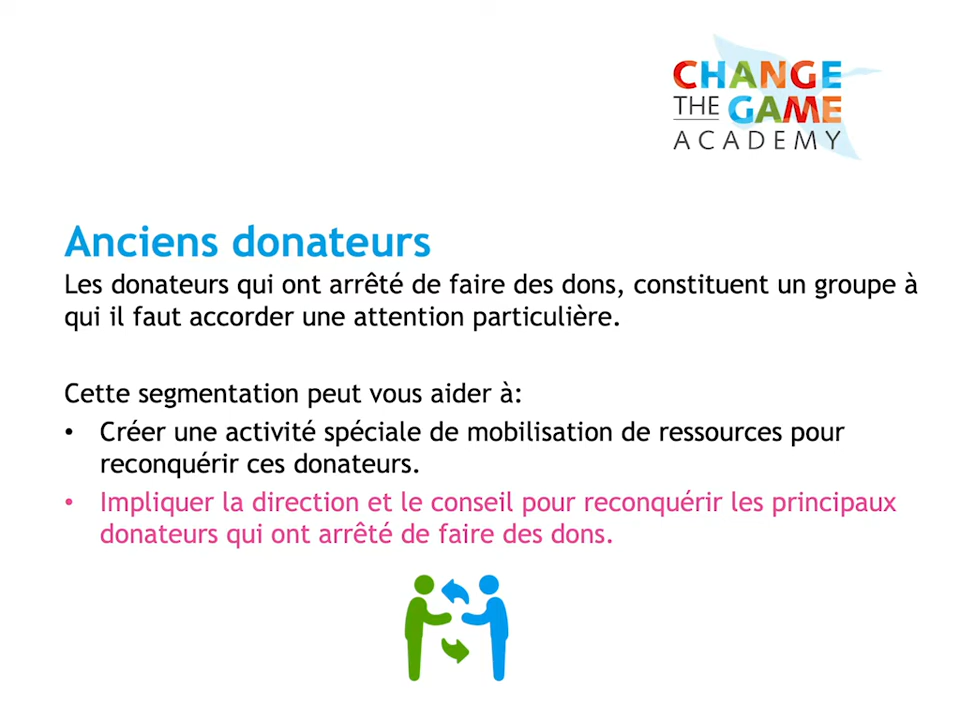 CHANGE
THE GAME
ACADEMY
Anciens donateurs
Les donateurs qui ont arrêté de faire des dons, constituent un groupe à
qui il faut accorder une attention particulière.
Cette segmentation peut vous aider à:
• Créer une activité spéciale de mobilisation de ressources pour
reconquérir ces donateurs.
• Impliquer la direction et le conseil pour reconquérir les principaux
donateurs qui ont arrêté de faire des dons.